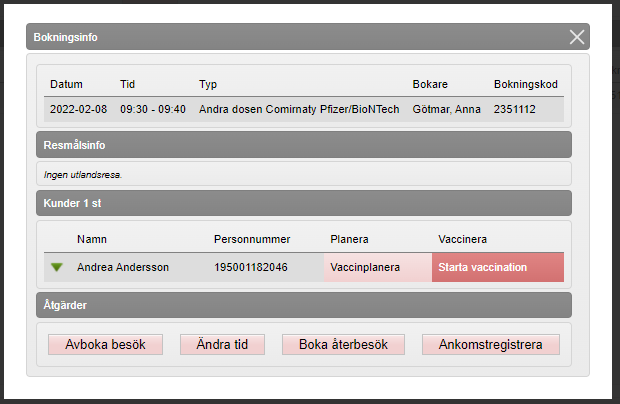 Bokningsinfo
Datum Tid Typ Bokare Bokningskod
2022-02-08 09:30 - 09:40 Andra dosen Comirnaty Pfizer/BioNTech Götmar, Anna 2351112
Resmålsinfo
Ingen utlandsresa.
Kunder 1 st
Namn Personnummer Planera Vaccinera
Andrea Andersson 195001182046 Vaccinplanera Starta vaccination
Åtgärder
Avboka besök Ändra tid Boka återbesök Ankomstregistrera